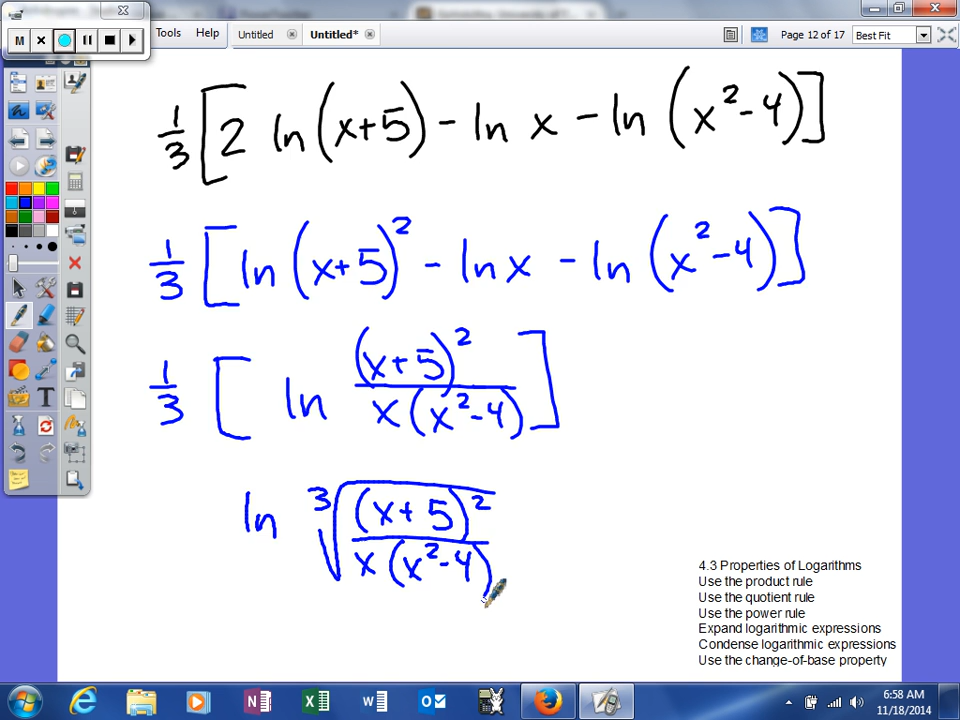 Tools Help Untitled Untitled* Page 12 of 17 Best Fit
M
1/3 [2 ln(x+5) - ln x - ln (x² - 4)]
1/3 [ln (x+5)² - ln x - ln (x² - 4)]
1/3 [ ln (x+5)² / x(x² - 4) ]
ln ∛((x+5)² / x(x² - 4))
4.3 Properties of Logarithms
Use the product rule
Use the quotient rule
Use the power rule
Expand logarithmic expressions
Condense logarithmic expressions
Use the change-of-base property
6:58 AM
11/18/2014